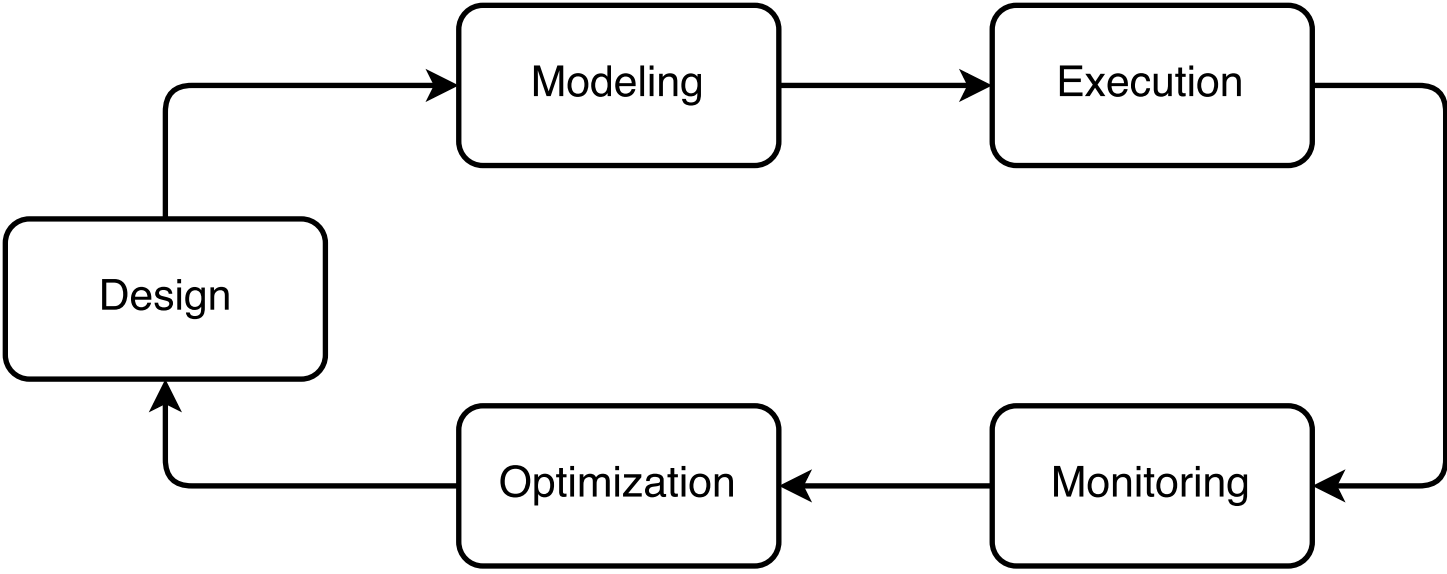 Modeling
Execution
Design
Optimization
Monitoring